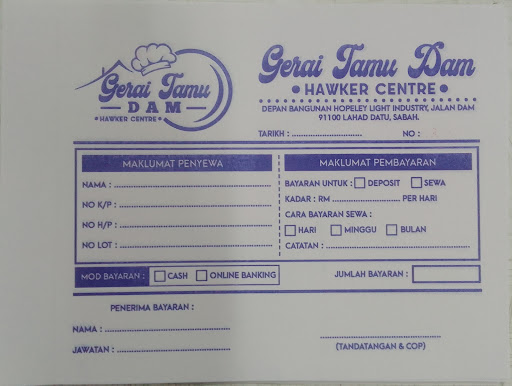 Gerai Tamu
DAM
• HAWKER CENTRE •
Gerai Tamu Dam
• HAWKER CENTRE •
DEPAN BANGUNAN HOPELEY LIGHT INDUSTRY, JALAN DAM
91100 LAHAD DATU, SABAH.
TARIKH : .............................. NO :
MAKLUMAT PENYEWA
NAMA : ..............................
NO K/P : ..............................
NO H/P : ..............................
NO LOT : ..............................
MAKLUMAT PEMBAYARAN
BAYARAN UNTUK : DEPOSIT SEWA
KADAR : RM .............................. PER HARI
CARA BAYARAN SEWA :
HARI MINGGU BULAN
CATATAN : ..............................
MOD BAYARAN : CASH ONLINE BANKING JUMLAH BAYARAN :
PENERIMA BAYARAN :
NAMA : ..............................
JAWATAN : ..............................
..............................
(TANDATANGAN & COP)